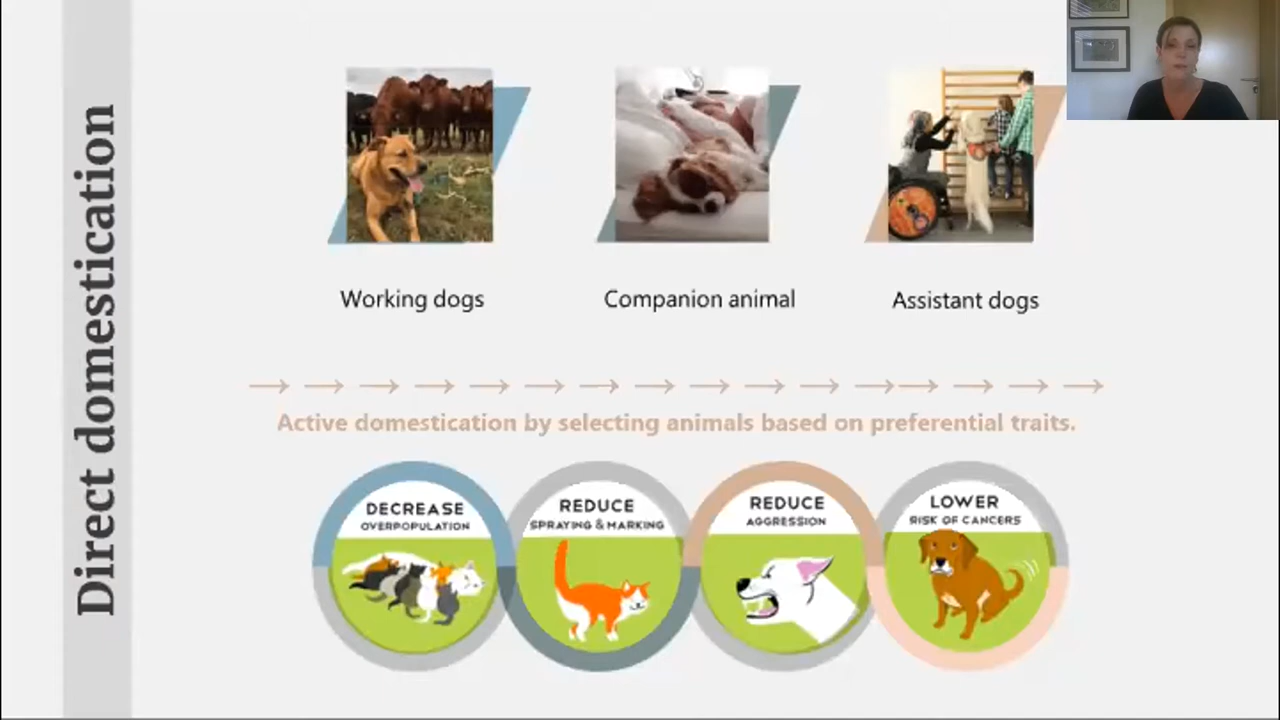 Direct domestication
Working dogs
Companion animal
Assistant dogs
Active domestication by selecting animals based on preferential traits.
DECREASE
OVERPOPULATION
REDUCE
SPRAYING & MARKING
REDUCE
AGGRESSION
LOWER
RISK OF CANCERS